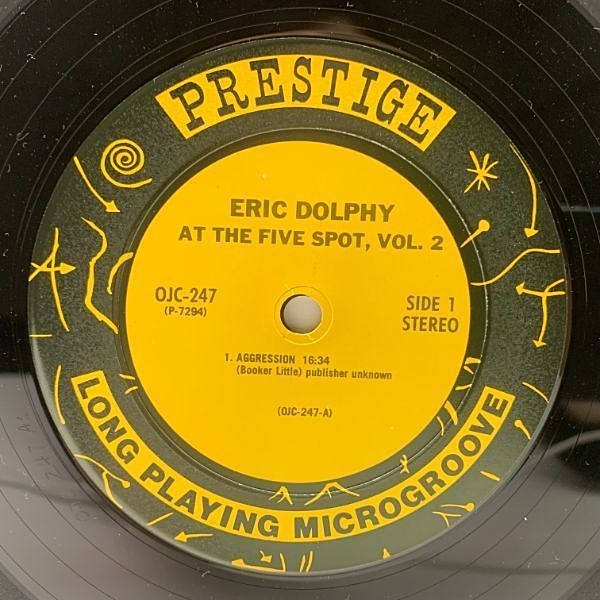 PRESTIGE
ERIC DOLPHY
AT THE FIVE SPOT, VOL. 2
OJC-247
(P-7294)
SIDE 1
STEREO
1. AGGRESSION 16:34
(Booker Little) publisher unknown
(OJC-247-A)
LONG PLAYING MICROGROOVE